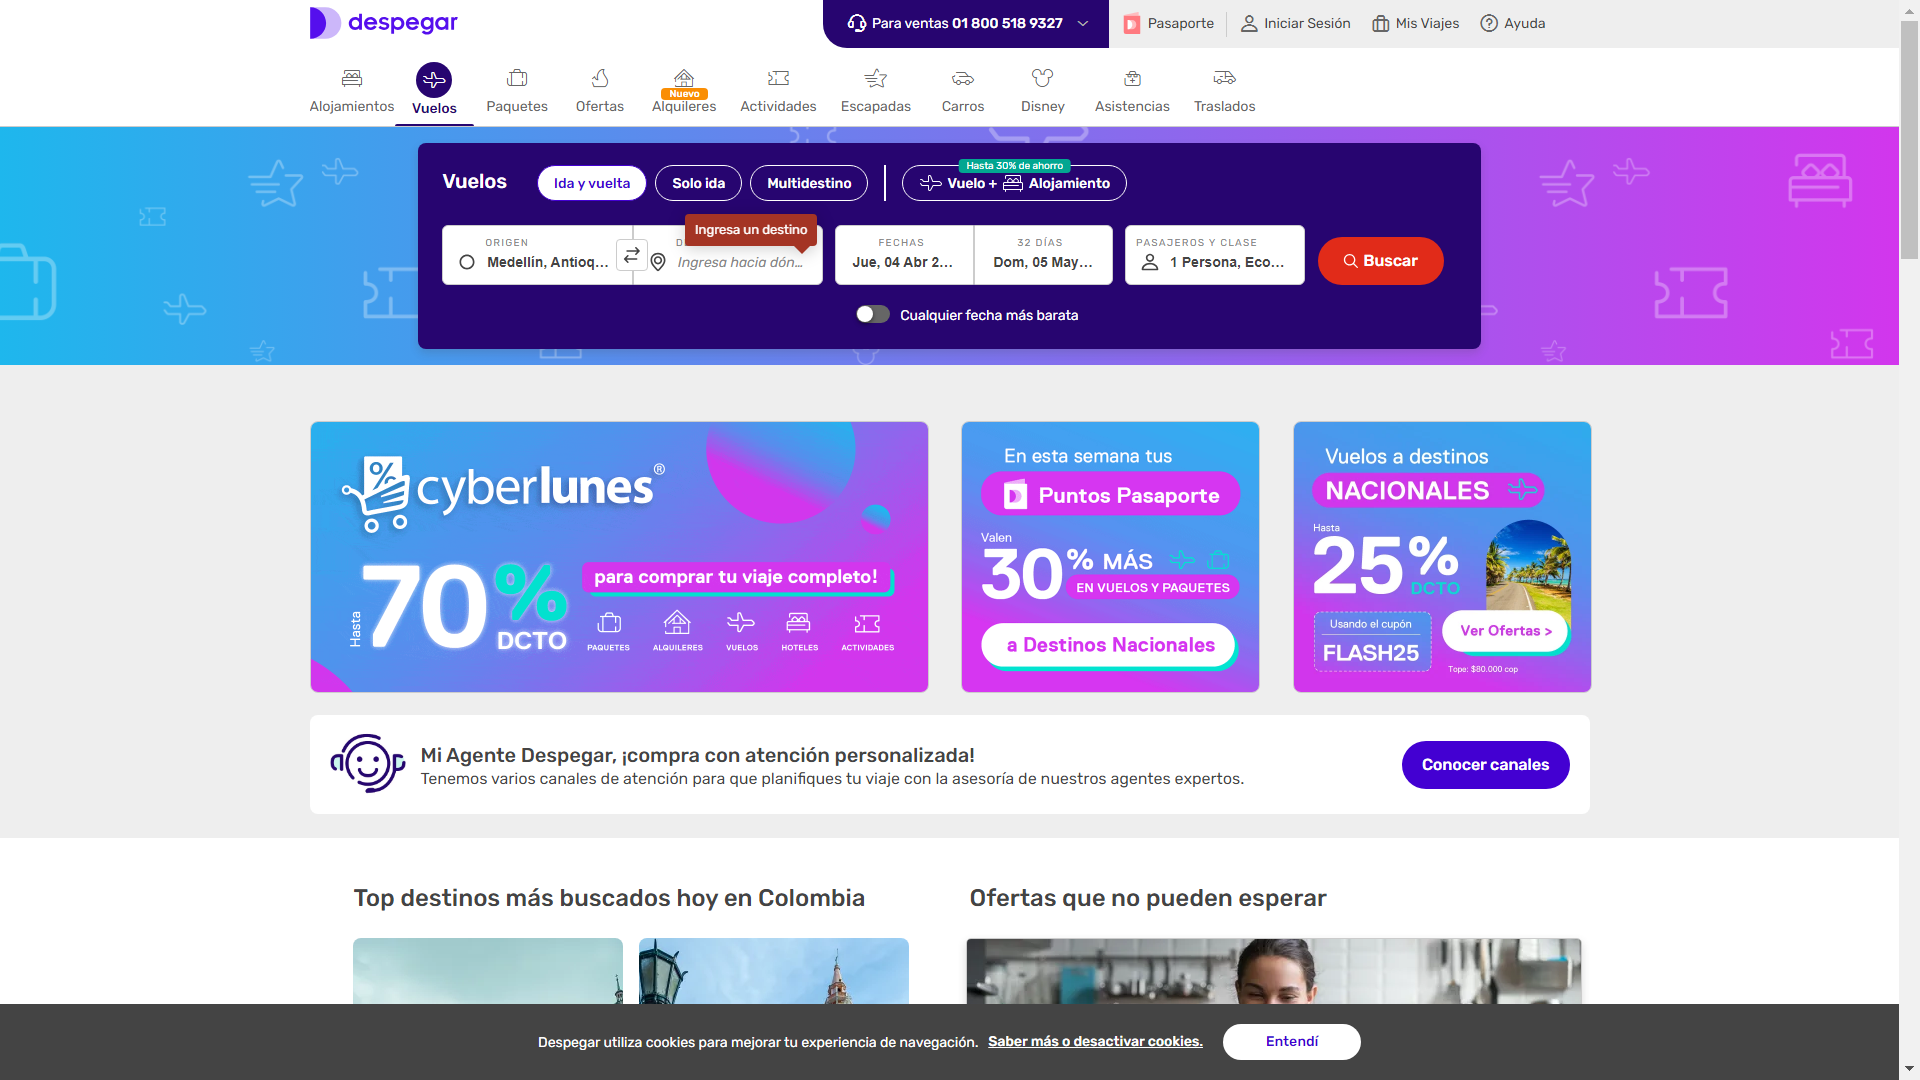 despegar
Para ventas 01 800 518 9327
Pasaporte
Iniciar Sesión
Mis Viajes
Ayuda
Alojamientos
Vuelos
Paquetes
Ofertas
Nuevo
Alquileres
Actividades
Escapadas
Carros
Disney
Asistencias
Traslados
Vuelos
Ida y vuelta
Solo ida
Multidestino
Hasta 30% de ahorro
Vuelo + Alojamiento
Ingresa un destino
ORIGEN
Medellín, Antioq...
D
Ingresa hacia dón...
FECHAS
Jue, 04 Abr 2...
32 DÍAS
Dom, 05 May...
PASAJEROS Y CLASE
1 Persona, Eco...
Buscar
Cualquier fecha más barata
% cyberlunes®
Hasta 70% DCTO
para comprar tu viaje completo!
PAQUETES
ALQUILERES
VUELOS
HOTELES
ACTIVIDADES
En esta semana tus
Puntos Pasaporte
Valen
30% MÁS
EN VUELOS Y PAQUETES
a Destinos Nacionales
Vuelos a destinos
NACIONALES
Hasta
25% DCTO
Usando el cupón
FLASH25
Ver Ofertas >
Tope: $80.000 cop
Mi Agente Despegar, ¡compra con atención personalizada!
Tenemos varios canales de atención para que planifiques tu viaje con la asesoría de nuestros agentes expertos.
Conocer canales
Top destinos más buscados hoy en Colombia
Ofertas que no pueden esperar
Despegar utiliza cookies para mejorar tu experiencia de navegación. Saber más o desactivar cookies.
Entendí